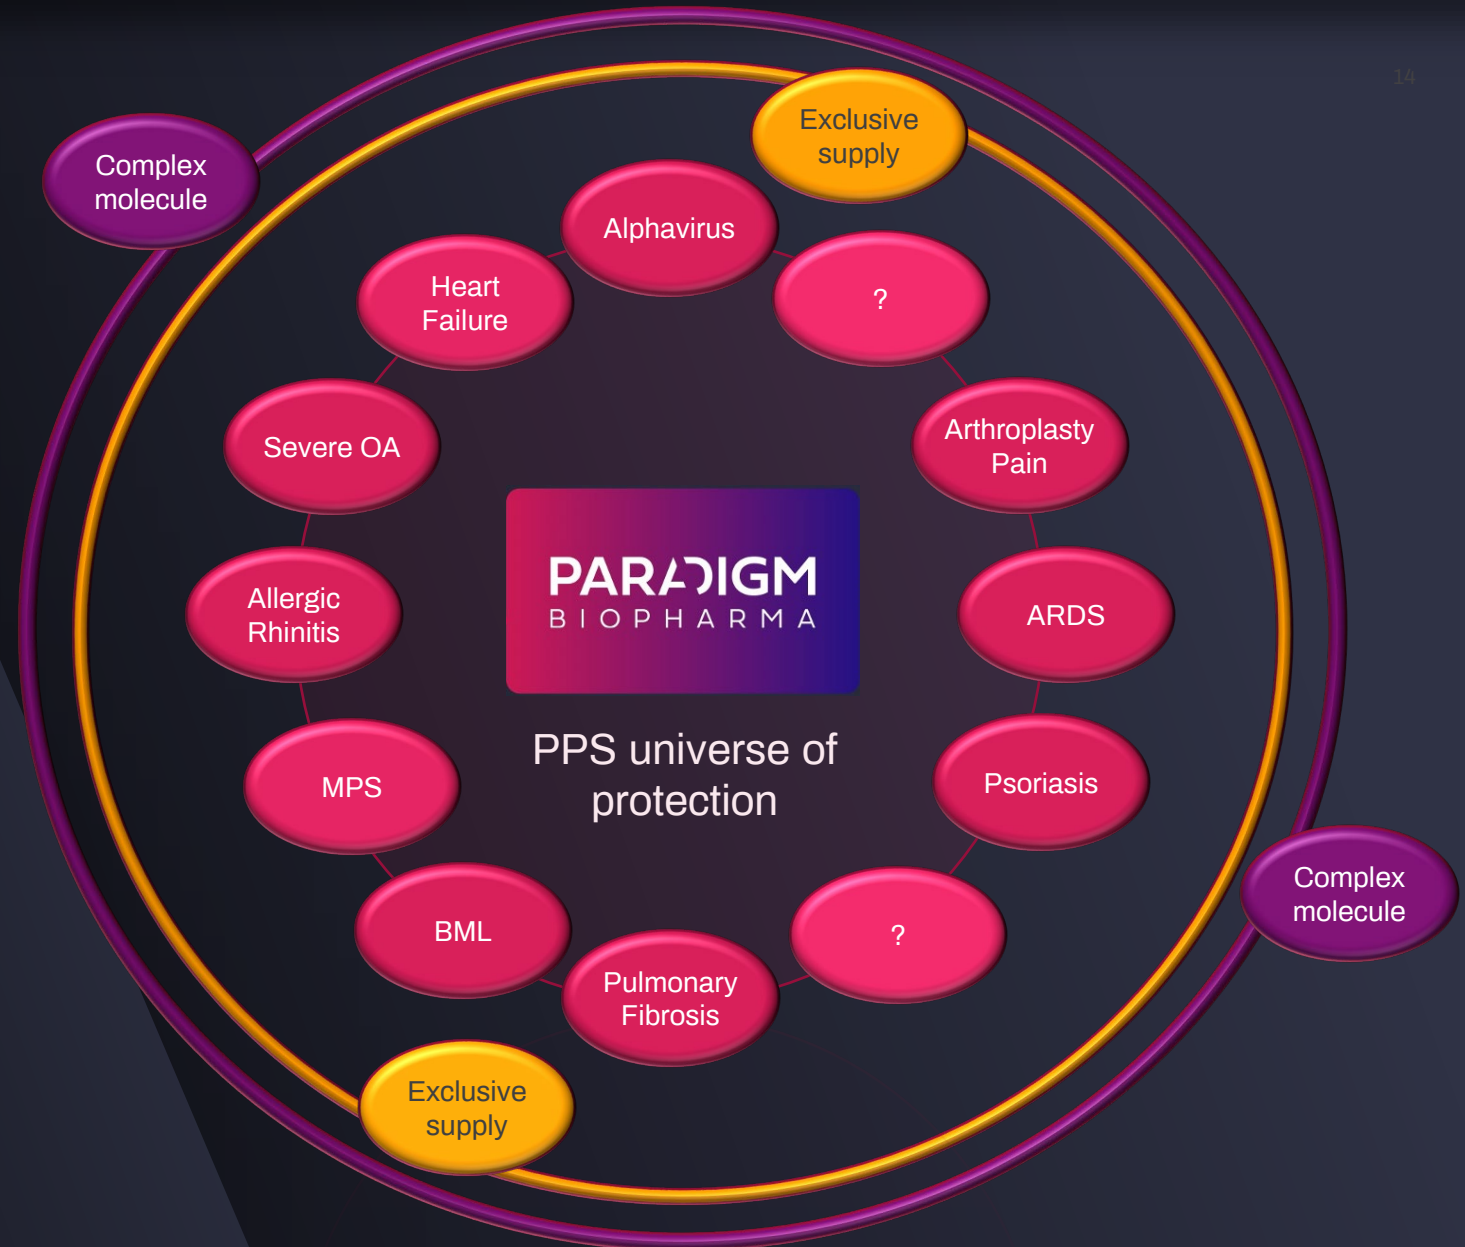 14
Exclusive
supply
Complex
molecule
Alphavirus
Heart
Failure
?
Severe OA
Arthroplasty
Pain
Allergic
Rhinitis
PARADIGM
BIOPHARMA
ARDS
PPS universe of
protection
MPS
Psoriasis
BML
?
Complex
molecule
Pulmonary
Fibrosis
Exclusive
supply